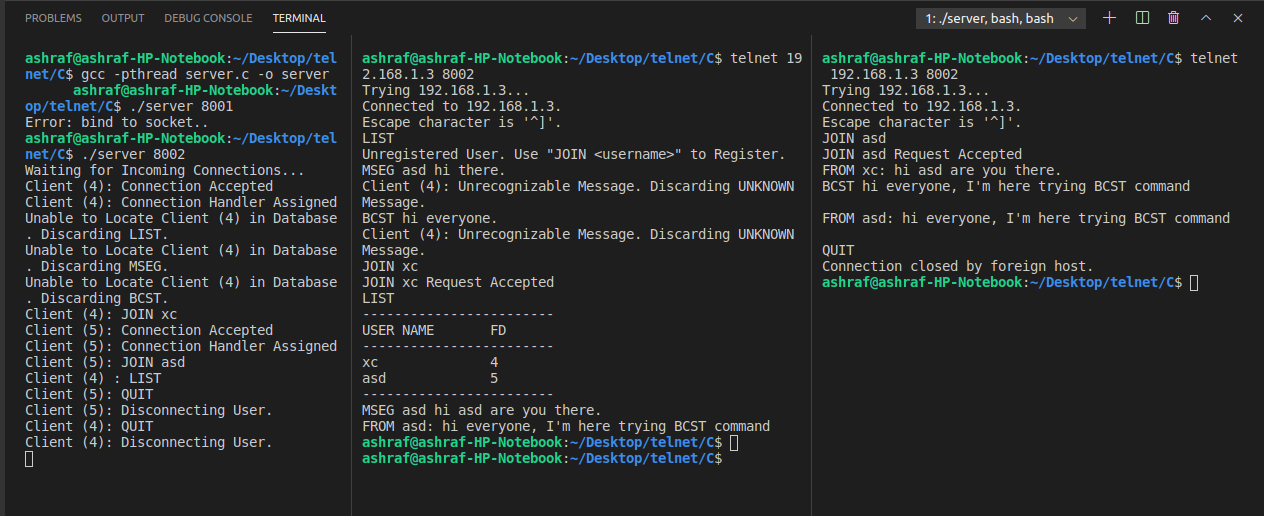 PROBLEMS OUTPUT DEBUG CONSOLE TERMINAL 1: ./server, bash, bash
ashraf@ashraf-HP-Notebook:~/Desktop/tel
net/C$ gcc -pthread server.c -o server
ashraf@ashraf-HP-Notebook:~/Deskt
op/telnet/C$ ./server 8001
Error: bind to socket..
ashraf@ashraf-HP-Notebook:~/Desktop/tel
net/C$ ./server 8002
Waiting for Incoming Connections...
Client (4): Connection Accepted
Client (4): Connection Handler Assigned
Unable to Locate Client (4) in Database
. Discarding LIST.
Unable to Locate Client (4) in Database
. Discarding MSEG.
Unable to Locate Client (4) in Database
. Discarding BCST.
Client (4): JOIN xc
Client (5): Connection Accepted
Client (5): Connection Handler Assigned
Client (5): JOIN asd
Client (4) : LIST
Client (5): QUIT
Client (5): Disconnecting User.
Client (4): QUIT
Client (4): Disconnecting User.
ashraf@ashraf-HP-Notebook:~/Desktop/telnet/C$ telnet 19
2.168.1.3 8002
Trying 192.168.1.3...
Connected to 192.168.1.3.
Escape character is '^]'.
LIST
Unregistered User. Use "JOIN <username>" to Register.
MSEG asd hi there.
Client (4): Unrecognizable Message. Discarding UNKNOWN
Message.
BCST hi everyone.
Client (4): Unrecognizable Message. Discarding UNKNOWN
Message.
JOIN xc
JOIN xc Request Accepted
LIST
------------------------
USER NAME FD
------------------------
xc 4
asd 5
------------------------
MSEG asd hi asd are you there.
FROM asd: hi everyone, I'm here trying BCST command
ashraf@ashraf-HP-Notebook:~/Desktop/telnet/C$
ashraf@ashraf-HP-Notebook:~/Desktop/telnet/C$
ashraf@ashraf-HP-Notebook:~/Desktop/telnet/C$ telnet
192.168.1.3 8002
Trying 192.168.1.3...
Connected to 192.168.1.3.
Escape character is '^]'.
JOIN asd
JOIN asd Request Accepted
FROM xc: hi asd are you there.
BCST hi everyone, I'm here trying BCST command
FROM asd: hi everyone, I'm here trying BCST command
QUIT
Connection closed by foreign host.
ashraf@ashraf-HP-Notebook:~/Desktop/telnet/C$